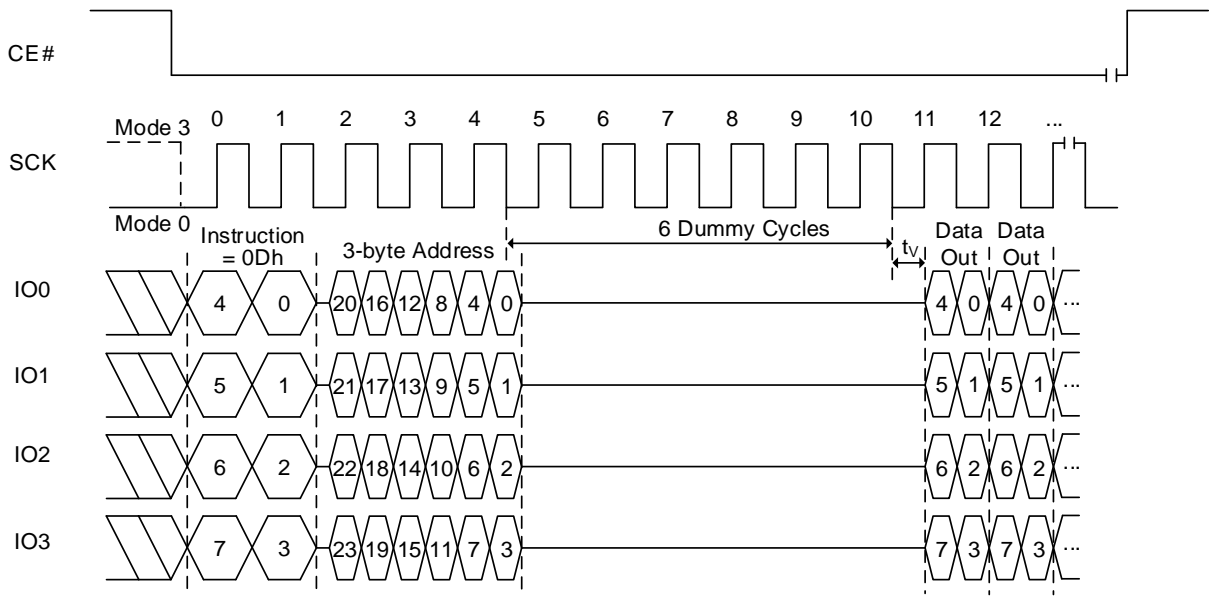 CE#
0 1 2 3 4 5 6 7 8 9 10 11 12 ...
Mode 3
SCK
Mode 0
Instruction
= 0Dh
3-byte Address
6 Dummy Cycles
tV
Data
Out
Data
Out
IO0 4 0 20 16 12 8 4 0 4 0 4 0 ...
IO1 5 1 21 17 13 9 5 1 5 1 5 1 ...
IO2 6 2 22 18 14 10 6 2 6 2 6 2 ...
IO3 7 3 23 19 15 11 7 3 7 3 7 3 ...